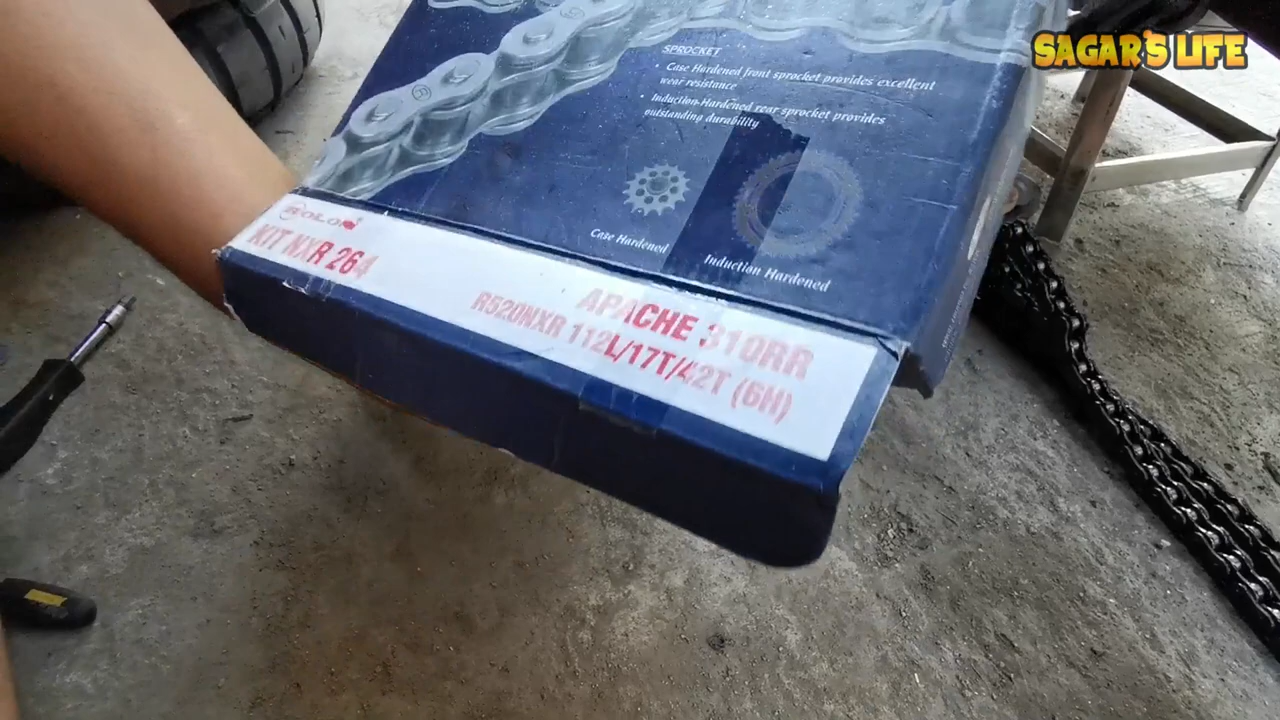 SAGAR'S LIFE
SPROCKET
• Case Hardened front sprocket provides excellent
wear resistance
• Induction-Hardened rear sprocket provides
outstanding durability
Case Hardened
Induction Hardened
ROLON
KIT NXR 264
APACHE 310RR
R520NXR 112L/17T/42T (6H)